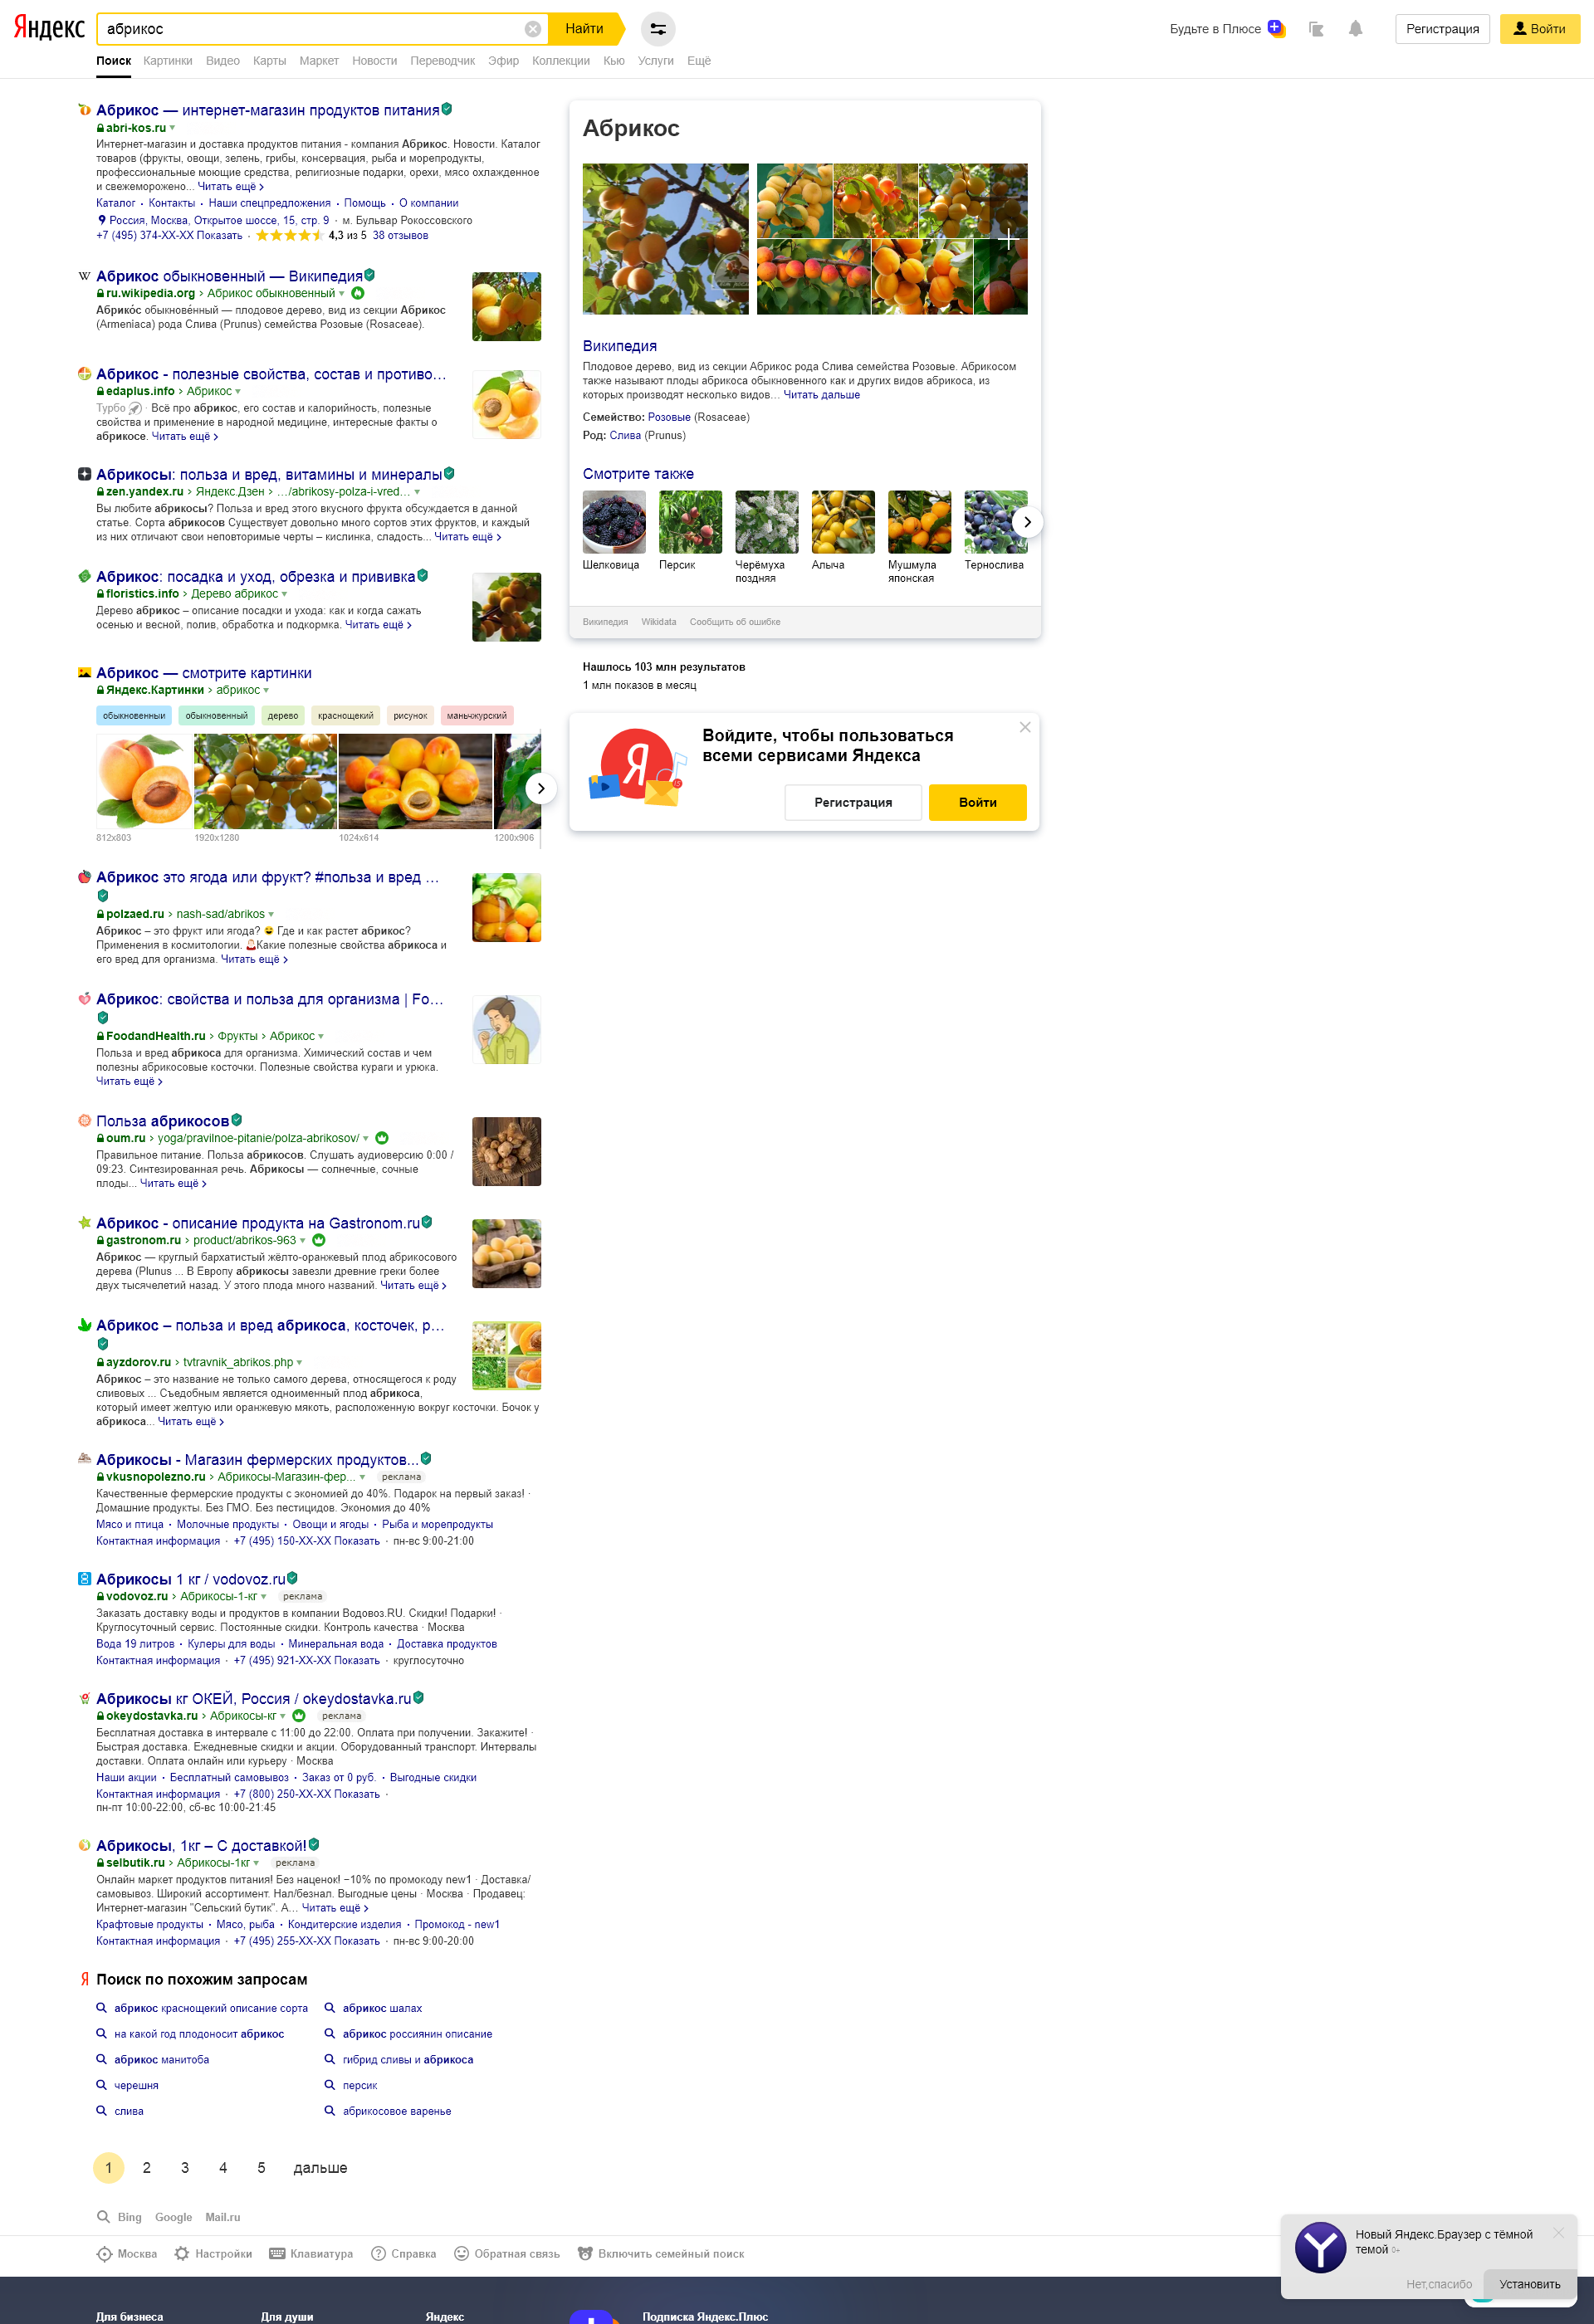 Яндекс
абрикос
Найти
Будьте в Плюсе
Регистрация
Войти
Поиск Картинки Видео Карты Маркет Новости Переводчик Эфир Коллекции Кью Услуги Ещё
Абрикос — интернет-магазин продуктов питания
abri-kos.ru
Интернет-магазин и доставка продуктов питания - компания Абрикос. Новости. Каталог
товаров (фрукты, овощи, зелень, грибы, консервация, рыба и морепродукты,
профессиональные моющие средства, религиозные подарки, орехи, мясо охлажденное
и свежеморожено... Читать ещё ›
Каталог · Контакты · Наши спецпредложения · Помощь · О компании
Россия, Москва, Открытое шоссе, 15, стр. 9 · м. Бульвар Рокоссовского
+7 (495) 374-XX-XX Показать · 4,3 из 5 38 отзывов
Абрикос обыкновенный — Википедия
ru.wikipedia.org › Абрикос обыкновенный
Абрико́с обыкнове́нный — плодовое дерево, вид из секции Абрикос
(Armeniaca) рода Слива (Prunus) семейства Розовые (Rosaceae).
Абрикос - полезные свойства, состав и противо…
edaplus.info › Абрикос
Турбо · Всё про абрикос, его состав и калорийность, полезные
свойства и применение в народной медицине, интересные факты о
абрикосе. Читать ещё ›
Абрикосы: польза и вред, витамины и минералы
zen.yandex.ru › Яндекс.Дзен › …/abrikosy-polza-i-vred…
Вы любите абрикосы? Польза и вред этого вкусного фрукта обсуждается в данной
статье. Сорта абрикосов Существует довольно много сортов этих фруктов, и каждый
из них отличают свои неповторимые черты – кислинка, сладость... Читать ещё ›
Абрикос: посадка и уход, обрезка и прививка
floristics.info › Дерево абрикос
Дерево абрикос – описание посадки и ухода: как и когда сажать
осенью и весной, полив, обработка и подкормка. Читать ещё ›
Абрикос — смотрите картинки
Яндекс.Картинки › абрикос
обыкновенныи обыкновенный дерево краснощекий рисунок маньчжурский
812x803 1920x1280 1024x614 1200x906
Абрикос это ягода или фрукт? #польза и вред …
polzaed.ru › nash-sad/abrikos
Абрикос – это фрукт или ягода? Где и как растет абрикос?
Применения в косметологии. Какие полезные свойства абрикоса и
его вред для организма. Читать ещё ›
Абрикос: свойства и польза для организма | Fo…
FoodandHealth.ru › Фрукты › Абрикос
Польза и вред абрикоса для организма. Химический состав и чем
полезны абрикосовые косточки. Полезные свойства кураги и урюка.
Читать ещё ›
Польза абрикосов
oum.ru › yoga/pravilnoe-pitanie/polza-abrikosov/
Правильное питание. Польза абрикосов. Слушать аудиоверсию 0:00 /
09:23. Синтезированная речь. Абрикосы — солнечные, сочные
плоды... Читать ещё ›
Абрикос - описание продукта на Gastronom.ru
gastronom.ru › product/abrikos-963
Абрикос — круглый бархатистый жёлто-оранжевый плод абрикосового
дерева (Plunus ... В Европу абрикосы завезли древние греки более
двух тысячелетий назад. У этого плода много названий. Читать ещё ›
Абрикос – польза и вред абрикоса, косточек, р…
ayzdorov.ru › tvtravnik_abrikos.php
Абрикос – это название не только самого дерева, относящегося к роду
сливовых ... Съедобным является одноименный плод абрикоса,
который имеет желтую или оранжевую мякоть, расположенную вокруг косточки. Бочок у
абрикоса... Читать ещё ›
Абрикосы - Магазин фермерских продуктов...
vkusnopolezno.ru › Абрикосы-Магазин-фер... реклама
Качественные фермерские продукты с экономией до 40%. Подарок на первый заказ! ·
Домашние продукты. Без ГМО. Без пестицидов. Экономия до 40%
Мясо и птица · Молочные продукты · Овощи и ягоды · Рыба и морепродукты
Контактная информация · +7 (495) 150-XX-XX Показать · пн-вс 9:00-21:00
Абрикосы 1 кг / vodovoz.ru
vodovoz.ru › Абрикосы-1-кг реклама
Заказать доставку воды и продуктов в компании Водовоз.RU. Скидки! Подарки! ·
Круглосуточный сервис. Постоянные скидки. Контроль качества · Москва
Вода 19 литров · Кулеры для воды · Минеральная вода · Доставка продуктов
Контактная информация · +7 (495) 921-XX-XX Показать · круглосуточно
Абрикосы кг ОКЕЙ, Россия / okeydostavka.ru
okeydostavka.ru › Абрикосы-кг реклама
Бесплатная доставка в интервале с 11:00 до 22:00. Оплата при получении. Закажите! ·
Быстрая доставка. Ежедневные скидки и акции. Оборудованный транспорт. Интервалы
доставки. Оплата онлайн или курьеру · Москва
Наши акции · Бесплатный самовывоз · Заказ от 0 руб. · Выгодные скидки
Контактная информация · +7 (800) 250-XX-XX Показать ·
пн-пт 10:00-22:00, сб-вс 10:00-21:45
Абрикосы, 1кг – С доставкой!
selbutik.ru › Абрикосы-1кг реклама
Онлайн маркет продуктов питания! Без наценок! −10% по промокоду new1 · Доставка/
самовывоз. Широкий ассортимент. Нал/безнал. Выгодные цены · Москва · Продавец:
Интернет-магазин "Сельский бутик". А… Читать ещё ›
Крафтовые продукты · Мясо, рыба · Кондитерские изделия · Промокод - new1
Контактная информация · +7 (495) 255-XX-XX Показать · пн-вс 9:00-20:00
Поиск по похожим запросам
абрикос краснощекий описание сорта
абрикос шалах
на какой год плодоносит абрикос
абрикос россиянин описание
абрикос манитоба
гибрид сливы и абрикоса
черешня
персик
слива
абрикосовое варенье
1 2 3 4 5 дальше
Bing Google Mail.ru
Абрикос
Википедия
Плодовое дерево, вид из секции Абрикос рода Слива семейства Розовые. Абрикосом
также называют плоды абрикоса обыкновенного как и других видов абрикоса, из
которых производят несколько видов… Читать дальше
Семейство: Розовые (Rosaceae)
Род: Слива (Prunus)
Смотрите также
Шелковица
Персик
Черёмуха
поздняя
Алыча
Мушмула
японская
Тернослива
Википедия Wikidata Сообщить об ошибке
Нашлось 103 млн результатов
1 млн показов в месяц
Войдите, чтобы пользоваться
всеми сервисами Яндекса
Регистрация
Войти
Москва Настройки Клавиатура Справка Обратная связь Включить семейный поиск
Новый Яндекс.Браузер с тёмной
темой 0+
Нет,спасибо
Установить
Для бизнеса Для души Яндекс Подписка Яндекс.Плюс